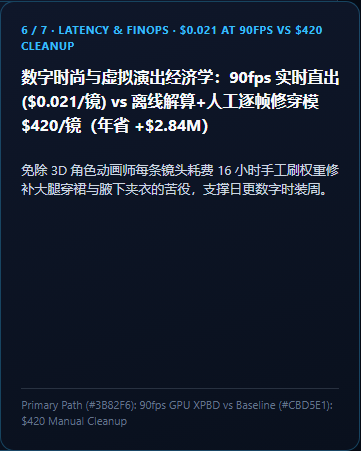 6 / 7 · LATENCY & FINOPS · $0.021 AT 90FPS VS $420
CLEANUP
数字时尚与虚拟演出经济学：90fps 实时直出
($0.021/镜) vs 离线解算+人工逐帧修穿模
$420/镜（年省 +$2.84M）
免除 3D 角色动画师每条镜头耗费 16 小时手工刷权重修
补大腿穿裙与腋下夹衣的苦役，支撑日更数字时装周。
Primary Path (#3B82F6): 90fps GPU XPBD vs Baseline (#CBD5E1):
$420 Manual Cleanup